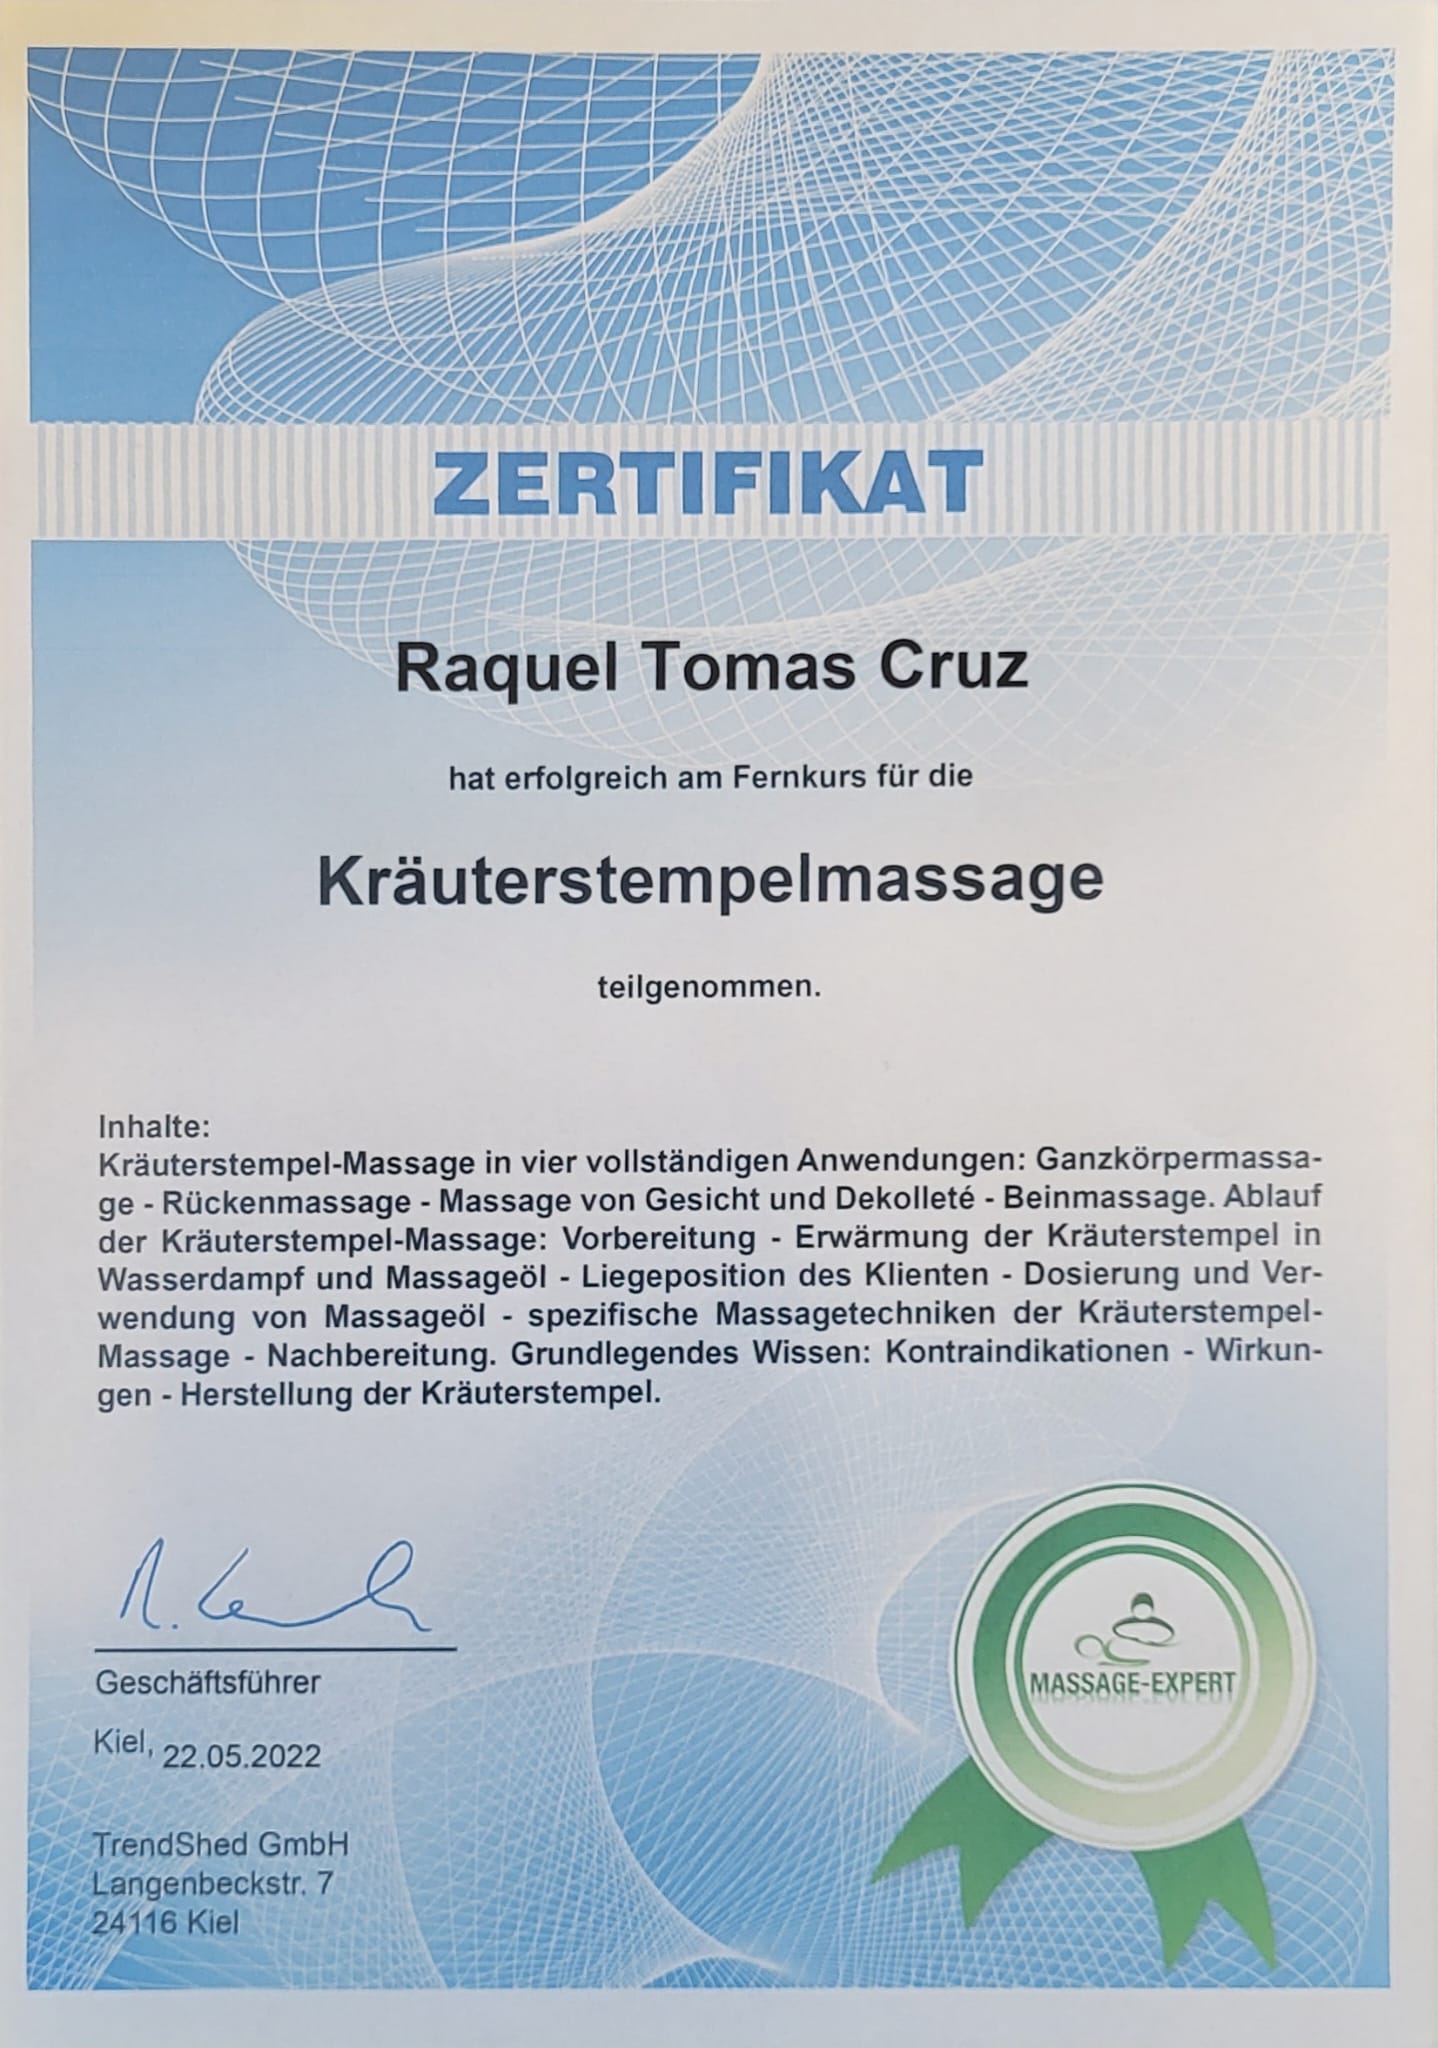 ZERTIFIKAT
Raquel Tomas Cruz
hat erfolgreich am Fernkurs für die
Kräuterstempelmassage
teilgenommen.
Inhalte:
Kräuterstempel-Massage in vier vollständigen Anwendungen: Ganzkörpermassa-
ge - Rückenmassage - Massage von Gesicht und Dekolleté - Beinmassage. Ablauf
der Kräuterstempel-Massage: Vorbereitung - Erwärmung der Kräuterstempel in
Wasserdampf und Massageöl - Liegeposition des Klienten - Dosierung und Ver-
wendung von Massageöl - spezifische Massagetechniken der Kräuterstempel-
Massage - Nachbereitung. Grundlegendes Wissen: Kontraindikationen - Wirkun-
gen - Herstellung der Kräuterstempel.
Geschäftsführer
Kiel, 22.05.2022
TrendShed GmbH
Langenbeckstr. 7
24116 Kiel
MASSAGE-EXPERT